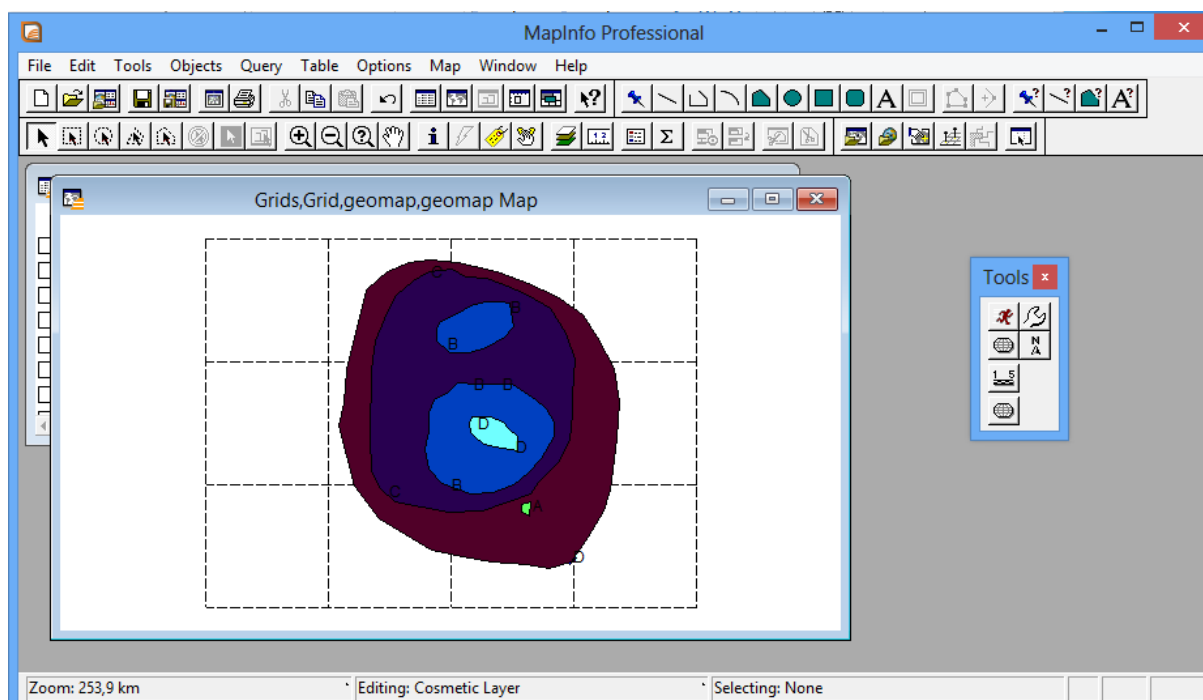 MapInfo Professional
File Edit Tools Objects Query Table Options Map Window Help
Grids,Grid,geomap,geomap Map
Tools
C
B
B
B B
D
D
C
B
A
D
Zoom: 253,9 km
Editing: Cosmetic Layer
Selecting: None